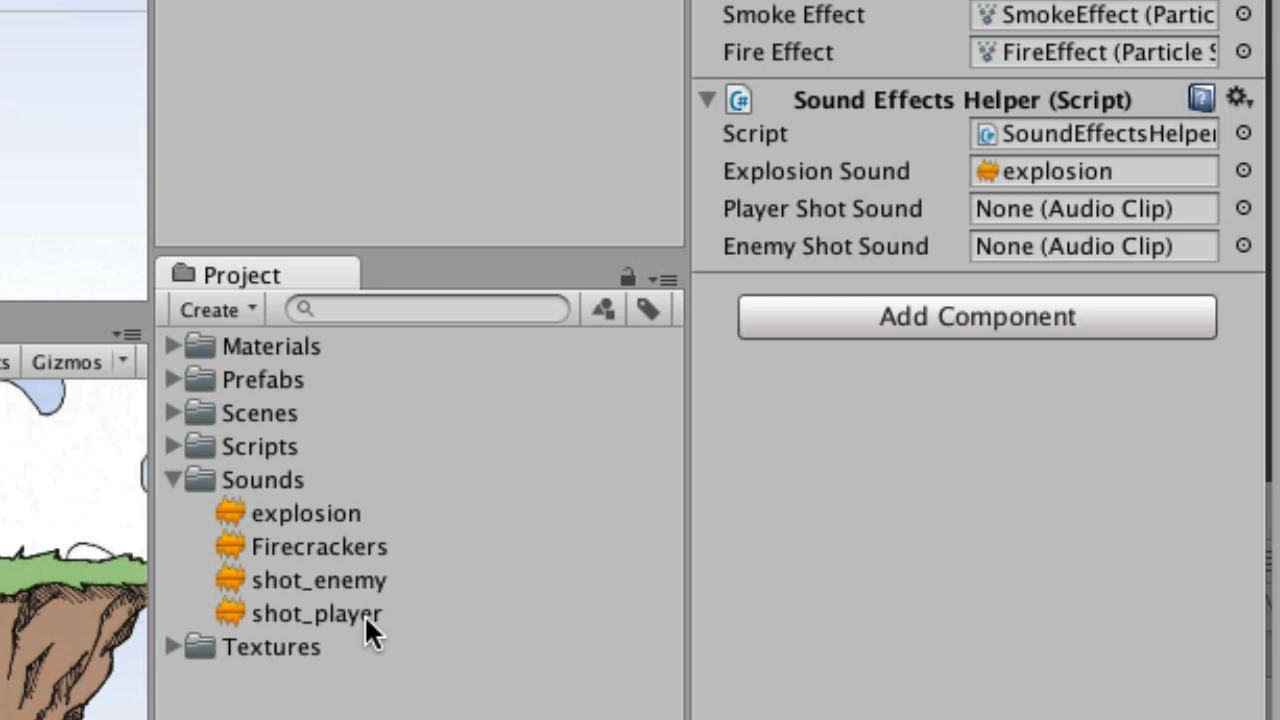 Smoke Effect SmokeEffect (Partic
Fire Effect FireEffect (Particle S
Sound Effects Helper (Script)
Script SoundEffectsHelper
Explosion Sound explosion
Player Shot Sound None (Audio Clip)
Enemy Shot Sound None (Audio Clip)
Add Component
Project
Create
Materials
Prefabs
Scenes
Scripts
Sounds
explosion
Firecrackers
shot_enemy
shot_player
Textures
Gizmos